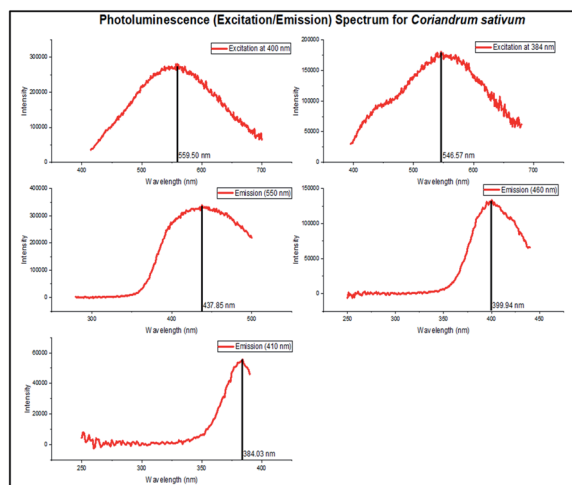 Photoluminescence (Excitation/Emission) Spectrum for Coriandrum sativum
Excitation at 400 nm
Intensity
300000
200000
100000
0
400
500
600
700
559.50 nm
Wavelength (nm)
Excitation at 384 nm
Intensity
175000
150000
125000
100000
75000
50000
25000
0
400
500
600
700
546.57 nm
Wavelength (nm)
Emission (550 nm)
Intensity
400000
300000
200000
100000
0
300
400
500
437.85 nm
Wavelength (nm)
Emission (460 nm)
Intensity
150000
100000
50000
0
250
300
350
400
450
399.94 nm
Wavelength (nm)
Emission (410 nm)
Intensity
60000
40000
20000
0
250
300
350
400
384.03 nm
Wavelength (nm)